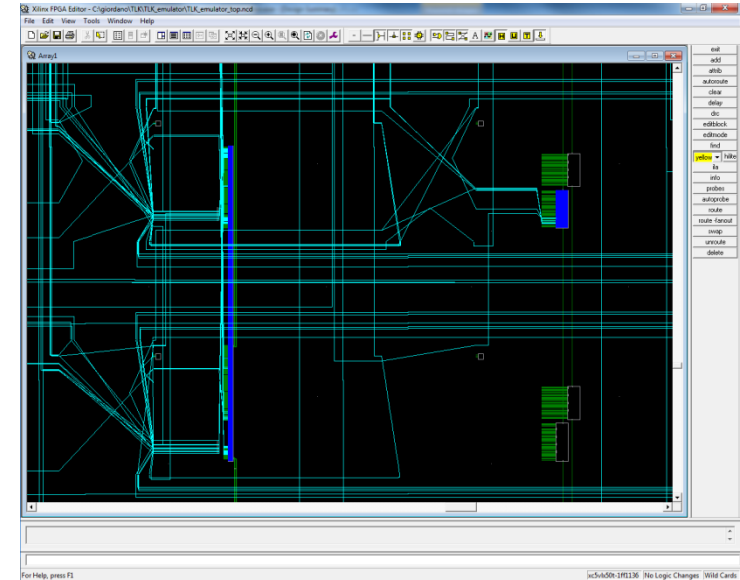 Xilinx FPGA Editor - C:\giordano\TLK\TLK_emulator\TLK_emulator_top.ncd
File Edit View Tools Window Help
A
Array1
exit
add
attrib
autoroute
clear
delay
drc
editblock
editmode
find
yellow hilite
ila
info
probes
autoprobe
route
route -fanout
swap
unroute
delete
For Help, press F1
xc5vlx50t-1ff1136 No Logic Changes Wild Cards